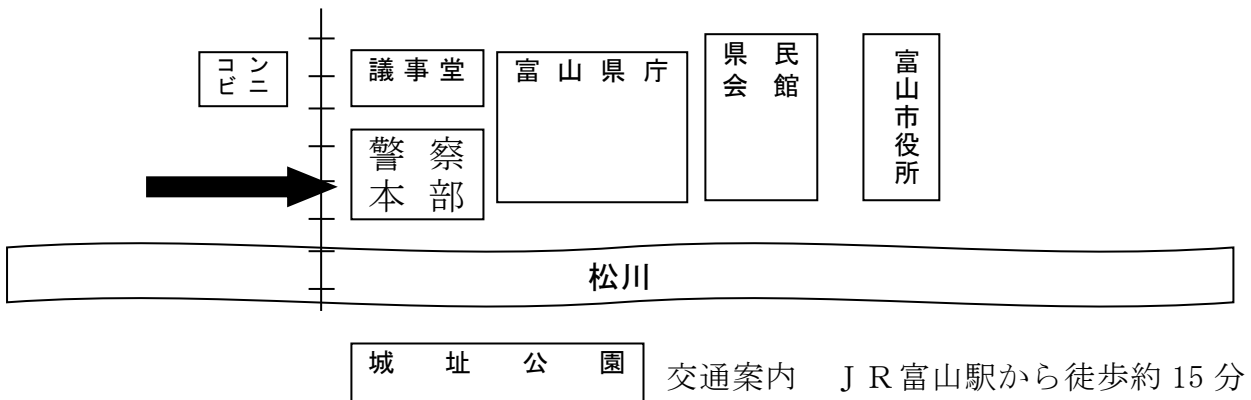 コン
ビニ
議事堂
富山県庁
県民
会館
富山市役所
警察
本部
松川
城址公園
交通案内　ＪＲ富山駅から徒歩約 15 分